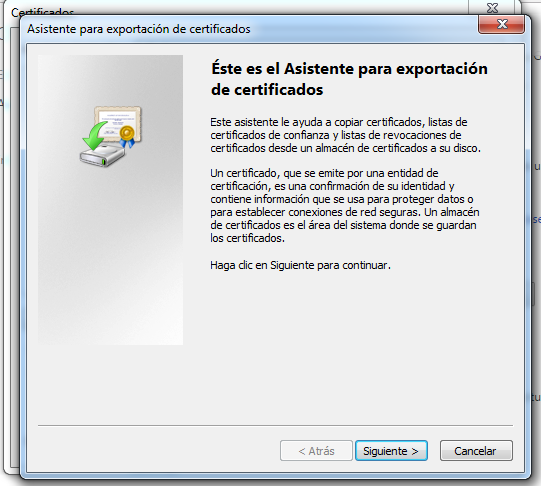 Certificados
Asistente para exportación de certificados
Éste es el Asistente para exportación
de certificados
Este asistente le ayuda a copiar certificados, listas de
certificados de confianza y listas de revocaciones de
certificados desde un almacén de certificados a su disco.
Un certificado, que se emite por una entidad de
certificación, es una confirmación de su identidad y
contiene información que se usa para proteger datos o
para establecer conexiones de red seguras. Un almacén
de certificados es el área del sistema donde se guardan
los certificados.
Haga clic en Siguiente para continuar.
< Atrás
Siguiente >
Cancelar